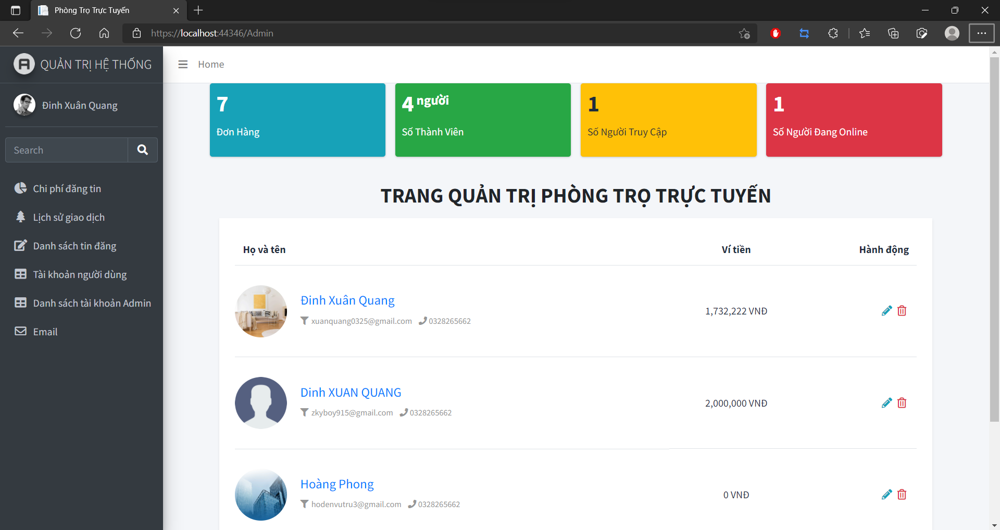 Phòng Trọ Trực Tuyến
https://localhost:44346/Admin
QUẢN TRỊ HỆ THỐNG
Home
Đinh Xuân Quang
Search
Chi phí đăng tin
Lịch sử giao dịch
Danh sách tin đăng
Tài khoản người dùng
Danh sách tài khoản Admin
Email
7
Đơn Hàng
4 người
Số Thành Viên
1
Số Người Truy Cập
1
Số Người Đang Online
TRANG QUẢN TRỊ PHÒNG TRỌ TRỰC TUYẾN
Họ và tên Ví tiền Hành động
Đinh Xuân Quang
xuanquang0325@gmail.com 0328265662
1,732,222 VNĐ
Dinh XUAN QUANG
zkyboy915@gmail.com 0328265662
2,000,000 VNĐ
Hoàng Phong
hodenvutru3@gmail.com 0328265662
0 VNĐ